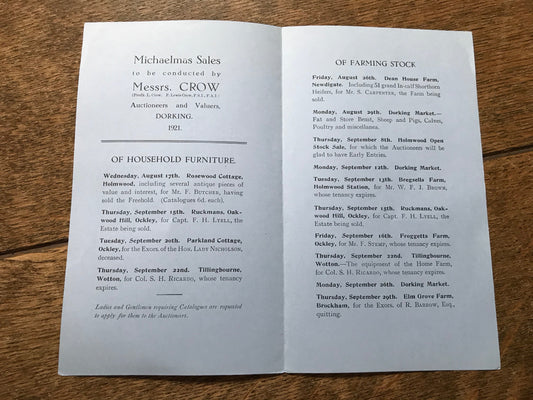 Michaelmas Sales
to be conducted by
Messrs. CROW
Auctioneers and Valuers,
DORKING.
1921.
OF HOUSEHOLD FURNITURE.
Wednesday, August 17th. Rosewood Cottage,
Holmwood, including several antique pieces of
value and interest, for Mr. F. Butcher, having
sold the Freehold. (Catalogues 6d. each).
Thursday, September 15th. Ruckmans, Oak-
wood Hill, Ockley, for Capt. F. H. Lyell, the
Estate being sold.
Tuesday, September 20th. Parkland Cottage,
Ockley, for the Exors. of the Hon. Lady Nicholson,
deceased.
Thursday, September 22nd. Tillingbourne,
Wotton, for Col. S. H. Ricardo, whose tenancy
expires.
Ladies and Gentlemen requiring Catalogues are requested
to apply for them to the Auctioneers.
OF FARMING STOCK
Friday, August 26th. Dean House Farm,
Newdigate. Including 54 grand In-calf Shorthorn
Heifers, for Mr. S. Carpenter, the Farm being
sold.
Monday, August 29th. Dorking Market.—
Fat and Store Beast, Sheep and Pigs, Calves,
Poultry and miscellanea.
Thursday, September 8th. Holmwood Open
Stock Sale, for which the Auctioneers will be
glad to have Early Entries.
Monday, September 12th. Dorking Market.
Tuesday, September 13th. Bregsells Farm,
Holmwood Station, for Mr. W. F. J. Brown,
whose tenancy expires.
Thursday, September 15th. Ruckmans, Oak-
wood Hill, Ockley, for Capt. F. H. Lyell, the
Estate being sold.
Friday, September 16th. Froggetts Farm,
Ockley, for Mr. F. Stemp, whose tenancy expires.
Thursday, September 22nd. Tillingbourne,
Wotton.—The equipment of the Home Farm,
for Col. S. H. Ricardo, whose tenancy expires.
Monday, September 26th. Dorking Market.
Thursday, September 29th. Elm Grove Farm,
Brockham, for the Exors. of R. Barrow, Esq.,
quitting.